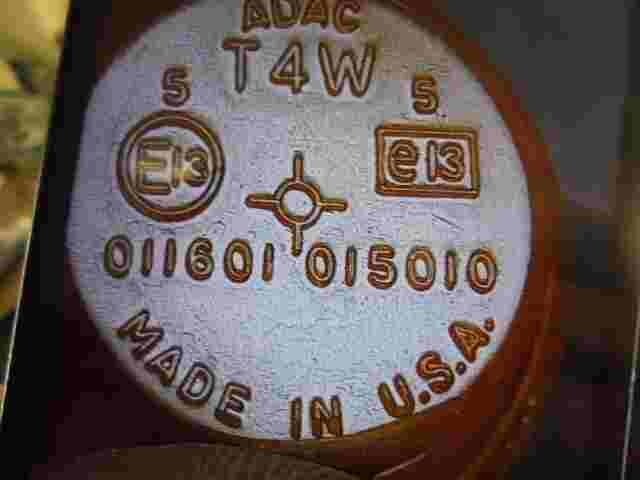 ADAC
T4W
5 5
E13 e13
011601 015010
MADE IN U.S.A.